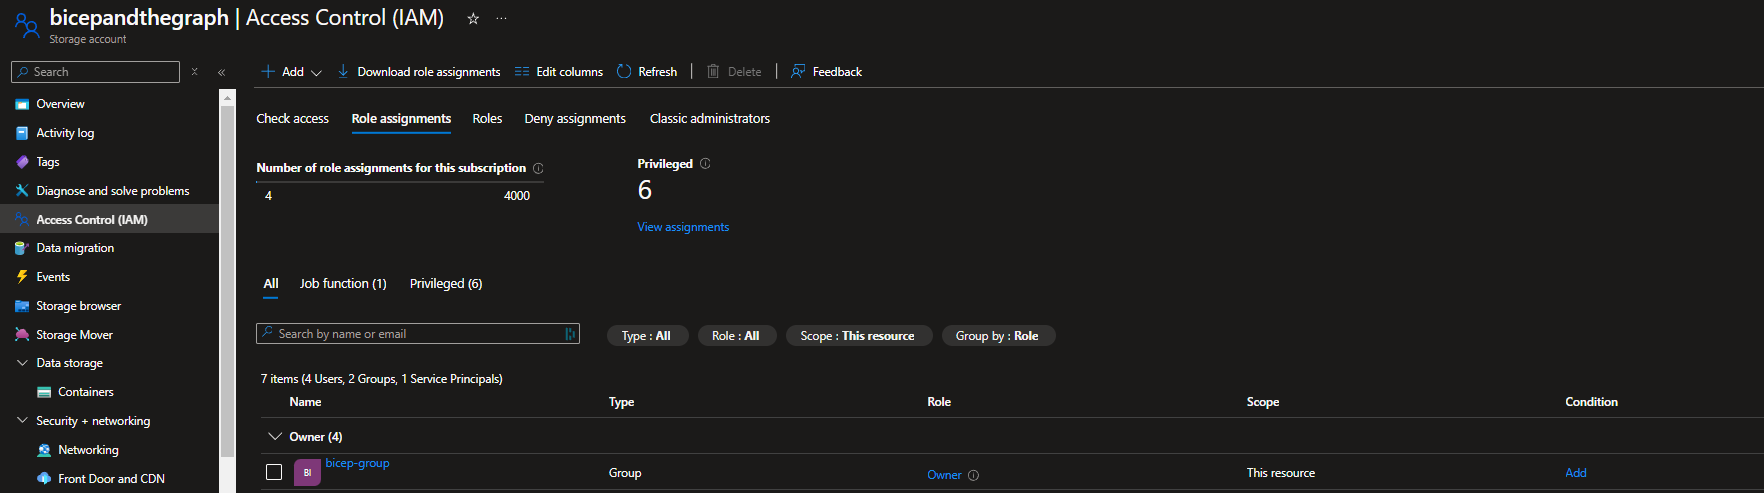 bicepandthegraph | Access Control (IAM) ☆ ···
Storage account
Search
Overview
Activity log
Tags
Diagnose and solve problems
Access Control (IAM)
Data migration
Events
Storage browser
Storage Mover
Data storage
Containers
Security + networking
Networking
Front Door and CDN
Add Download role assignments Edit columns Refresh Delete Feedback
Check access Role assignments Roles Deny assignments Classic administrators
Number of role assignments for this subscription
4 4000
Privileged
6
View assignments
All Job function (1) Privileged (6)
Search by name or email Type : All Role : All Scope : This resource Group by : Role
7 items (4 Users, 2 Groups, 1 Service Principals)
Name Type Role Scope Condition
Owner (4)
BI bicep-group Group Owner This resource Add